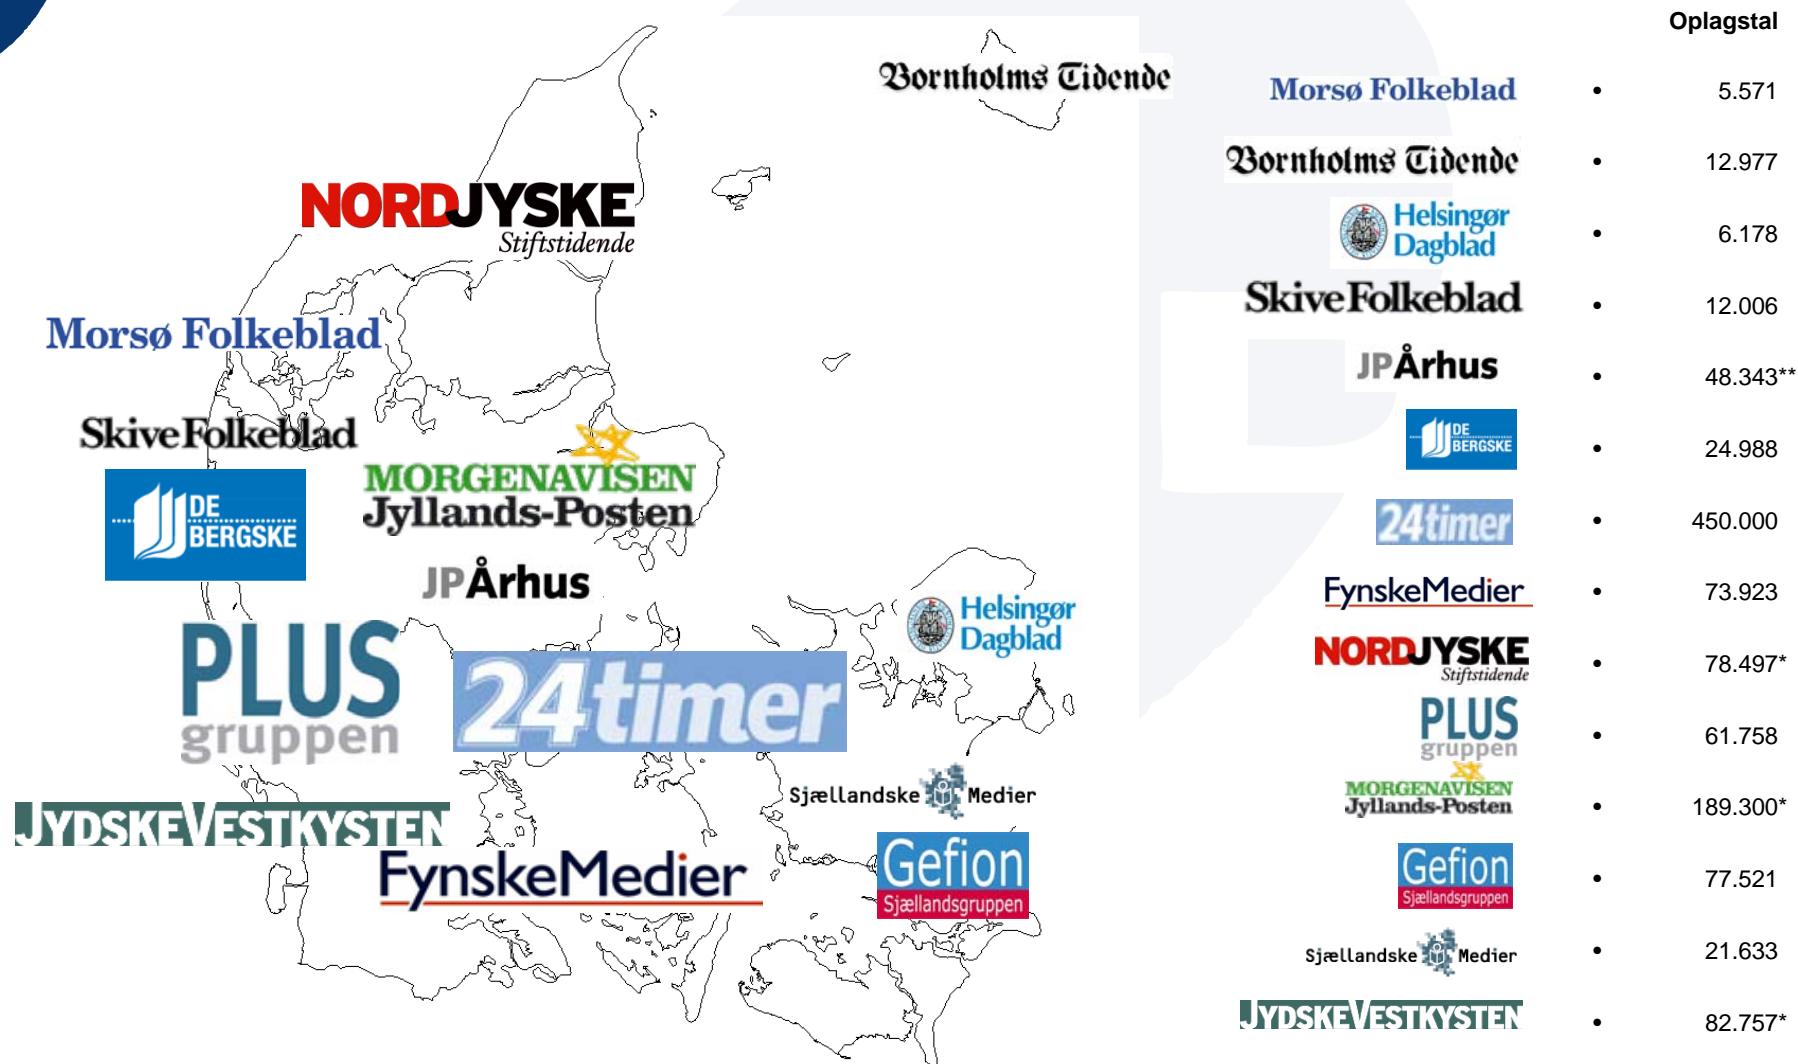 Oplagstal
Bornholms Tidende
NORDJYSKE
Stiftstidende
Morsø Folkeblad
Skive Folkeblad
DE
BERGSKE
MORGENAVISEN
Jyllands-Posten
JPÅrhus
Helsingør
Dagblad
PLUS
gruppen
24timer
Sjællandske Medier
JYDSKEVESTKYSTEN
FynskeMedier
Gefion
Sjællandsgruppen
Morsø Folkeblad • 5.571
Bornholms Tidende • 12.977
Helsingør
Dagblad • 6.178
Skive Folkeblad • 12.006
JPÅrhus • 48.343**
DE
BERGSKE • 24.988
24timer • 450.000
FynskeMedier • 73.923
NORDJYSKE
Stiftstidende • 78.497*
PLUS
gruppen • 61.758
MORGENAVISEN
Jyllands-Posten • 189.300*
Gefion
Sjællandsgruppen • 77.521
Sjællandske Medier • 21.633
JYDSKEVESTKYSTEN • 82.757*